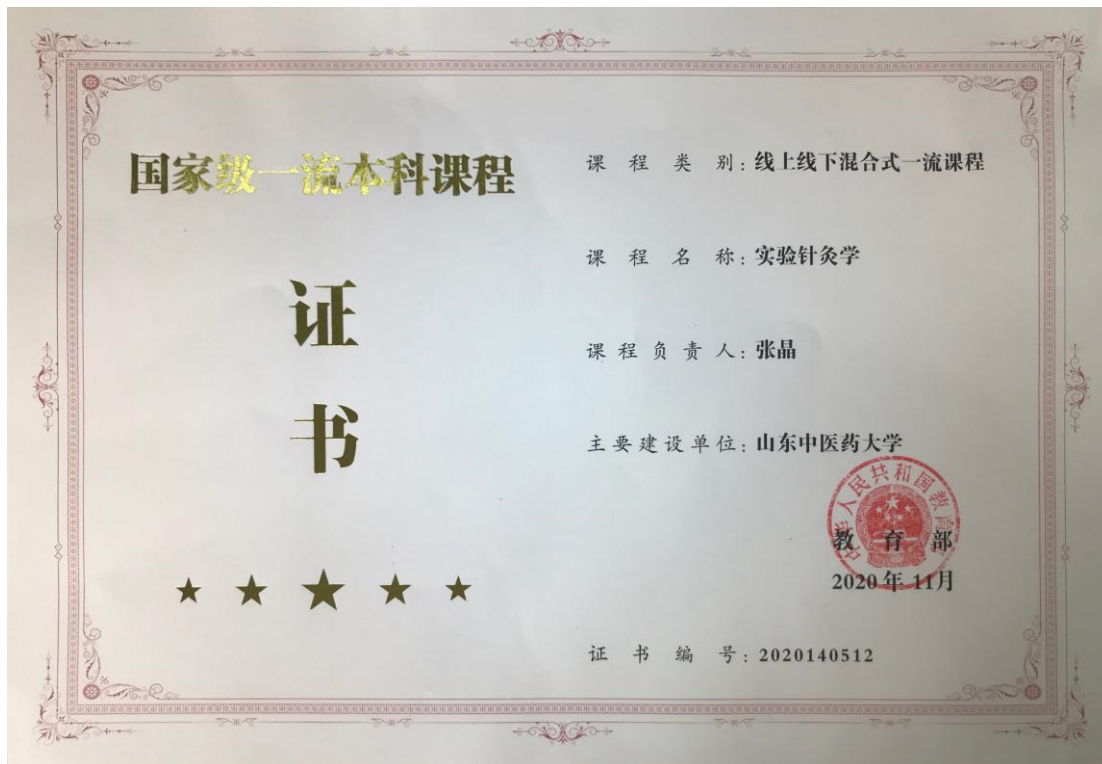 国家级一流本科课程
证
书
课程类别：线上线下混合式一流课程
课程名称：实验针灸学
课程负责人：张晶
主要建设单位：山东中医药大学
中华人民共和国教育部
教育部
2020年11月
证书编号：2020140512